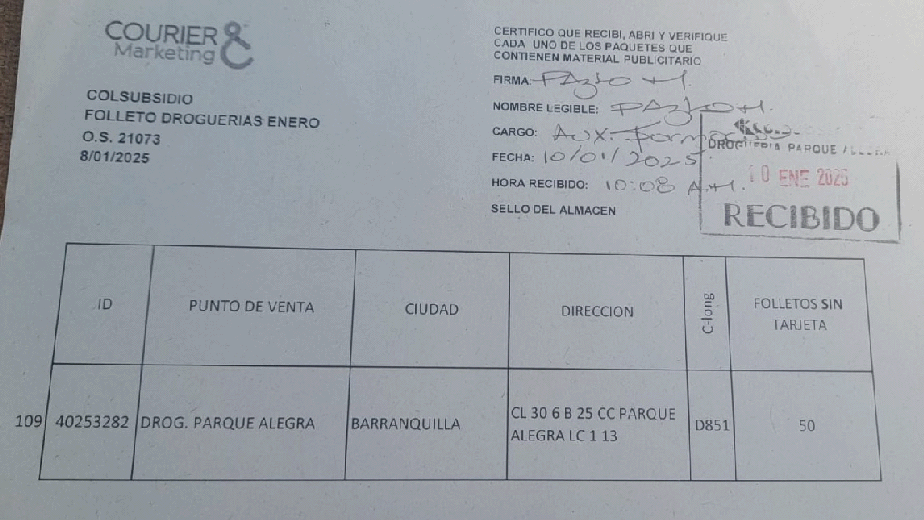 COURIER &
Marketing
COLSUBSIDIO
FOLLETO DROGUERIAS ENERO
O.S. 21073
8/01/2025
CERTIFICO QUE RECIBI, ABRI Y VERIFIQUE
CADA UNO DE LOS PAQUETES QUE
CONTIENEN MATERIAL PUBLICITARIO
FIRMA:
NOMBRE LEGIBLE:
CARGO: Aux.
FECHA: 10/01/2025
HORA RECIBIDO: 10:08 A.M.
SELLO DEL ALMACEN
DROGUERIA PARQUE
10 ENE 2025
RECIBIDO
ID PUNTO DE VENTA CIUDAD DIRECCION C-long FOLLETOS SIN
TARJETA
109 40253282 DROG. PARQUE ALEGRA BARRANQUILLA CL 30 6 B 25 CC PARQUE D851 50
ALEGRA LC 1 13